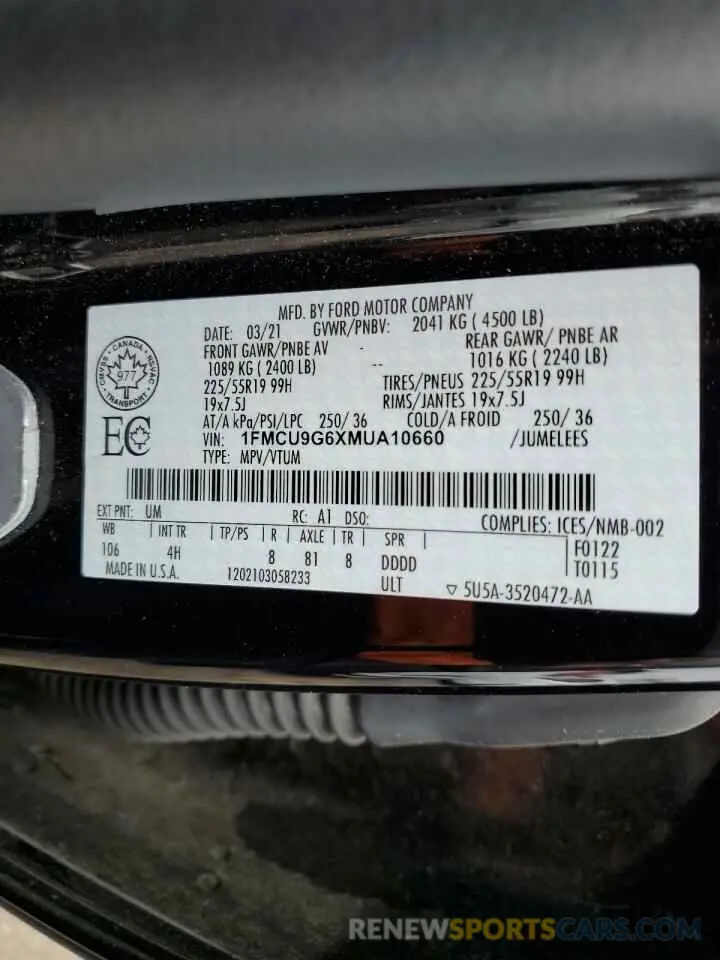 MFD. BY FORD MOTOR COMPANY
DATE: 03/21 GVWR/PNBV: 2041 KG ( 4500 LB)
FRONT GAWR/PNBE AV - REAR GAWR/ PNBE AR
1089 KG ( 2400 LB) -- 1016 KG ( 2240 LB)
225/55R19 99H TIRES/PNEUS 225/55R19 99H
19x7.5J RIMS/JANTES 19x7.5J
AT/A kPa/PSI/LPC 250/ 36 COLD/A FROID 250/ 36
VIN: 1FMCU9G6XMUA10660 /JUMELEES
TYPE: MPV/VTUM
CANADA
977
TRANSPORT
EC
EXT PNT: UM RC: A1 DSO: COMPLIES: ICES/NMB-002
WB INT TR TP/PS R AXLE TR SPR F0122
106 4H 8 81 8 DDDD T0115
MADE IN U.S.A. 1202103058233 ULT 5U5A-3520472-AA
RENEWSPORTSCARS.COM